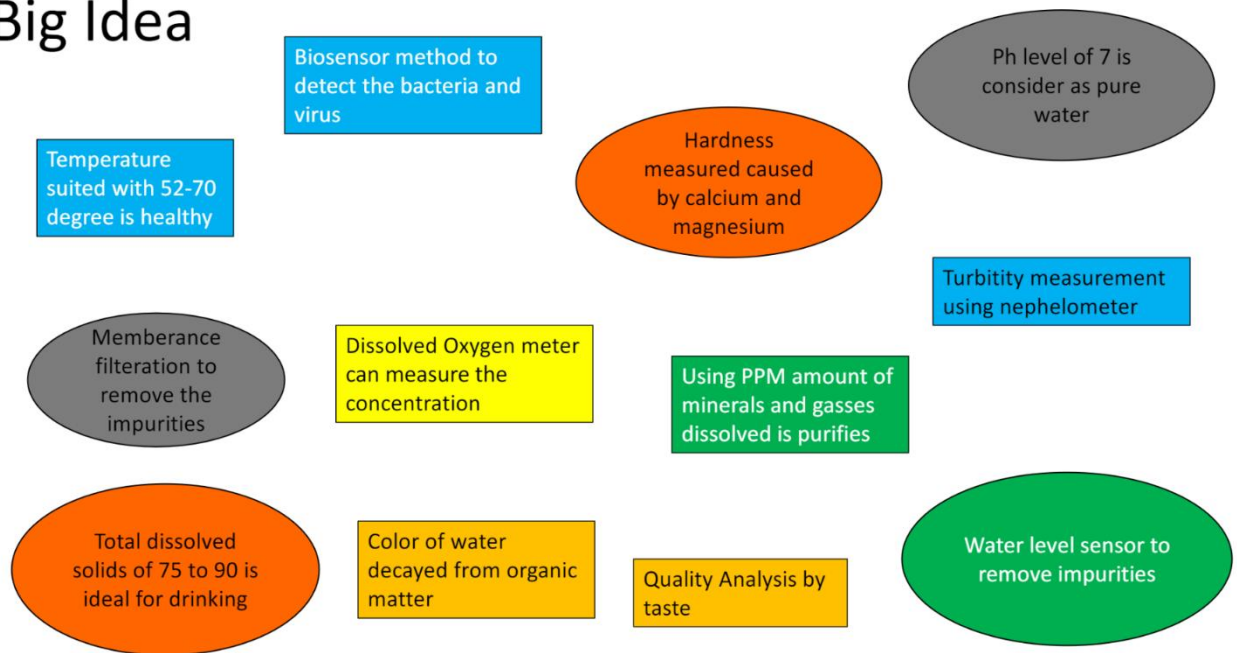 Big Idea
Biosensor method to
detect the bacteria and
virus
Ph level of 7 is
consider as pure
water
Temperature
suited with 52-70
degree is healthy
Hardness
measured caused
by calcium and
magnesium
Turbitity measurement
using nephelometer
Memberance
filteration to
remove the
impurities
Dissolved Oxygen meter
can measure the
concentration
Using PPM amount of
minerals and gasses
dissolved is purifies
Total dissolved
solids of 75 to 90 is
ideal for drinking
Color of water
decayed from organic
matter
Quality Analysis by
taste
Water level sensor to
remove impurities